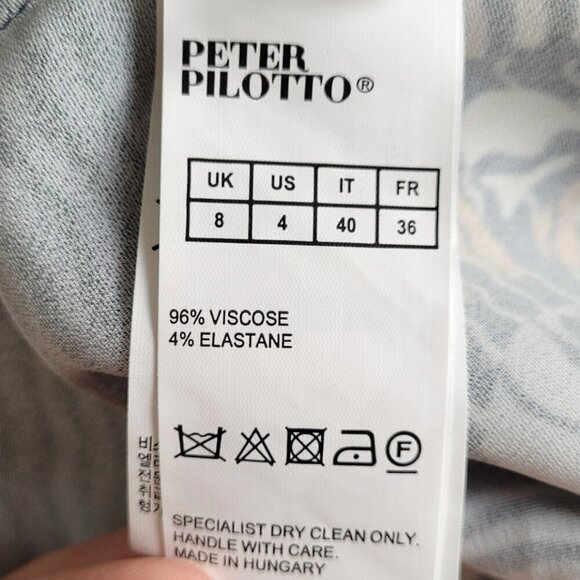 PETER
PILOTTO®
UK US IT FR
8 4 40 36
96% VISCOSE
4% ELASTANE
F
SPECIALIST DRY CLEAN ONLY.
HANDLE WITH CARE.
MADE IN HUNGARY